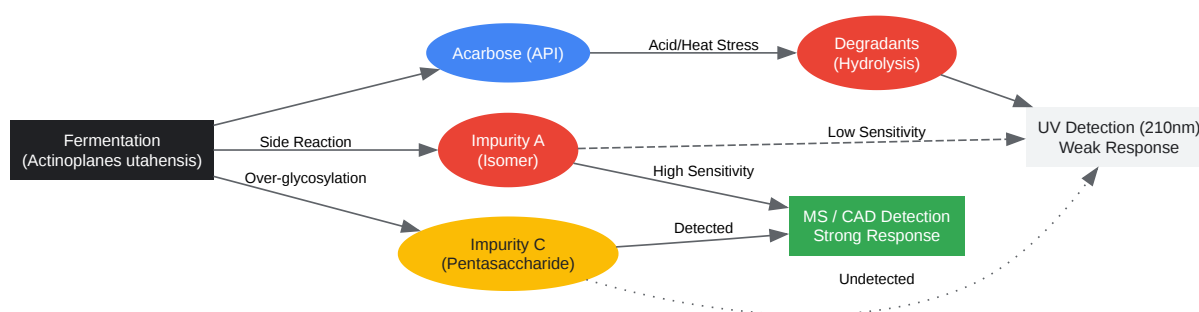 Acarbose (API)
Acid/Heat Stress
Degradants
(Hydrolysis)
Fermentation
(Actinoplanes utahensis)
Side Reaction
Over-glycosylation
Impurity A
(Isomer)
Low Sensitivity
High Sensitivity
UV Detection (210nm)
Weak Response
MS / CAD Detection
Strong Response
Impurity C
(Pentasaccharide)
Detected
Undetected